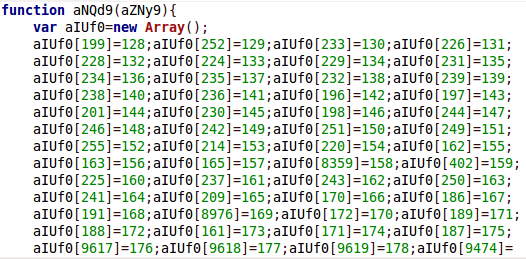 function aNQd9(aZNy9){
var aIUf0=new Array();
aIUf0[199]=128;aIUf0[252]=129;aIUf0[233]=130;aIUf0[226]=131;
aIUf0[228]=132;aIUf0[224]=133;aIUf0[229]=134;aIUf0[231]=135;
aIUf0[234]=136;aIUf0[235]=137;aIUf0[232]=138;aIUf0[239]=139;
aIUf0[238]=140;aIUf0[236]=141;aIUf0[196]=142;aIUf0[197]=143;
aIUf0[201]=144;aIUf0[230]=145;aIUf0[198]=146;aIUf0[244]=147;
aIUf0[246]=148;aIUf0[242]=149;aIUf0[251]=150;aIUf0[249]=151;
aIUf0[255]=152;aIUf0[214]=153;aIUf0[220]=154;aIUf0[162]=155;
aIUf0[163]=156;aIUf0[165]=157;aIUf0[8359]=158;aIUf0[402]=159;
aIUf0[225]=160;aIUf0[237]=161;aIUf0[243]=162;aIUf0[250]=163;
aIUf0[241]=164;aIUf0[209]=165;aIUf0[170]=166;aIUf0[186]=167;
aIUf0[191]=168;aIUf0[8976]=169;aIUf0[172]=170;aIUf0[189]=171;
aIUf0[188]=172;aIUf0[161]=173;aIUf0[171]=174;aIUf0[187]=175;
aIUf0[9617]=176;aIUf0[9618]=177;aIUf0[9619]=178;aIUf0[9474]=